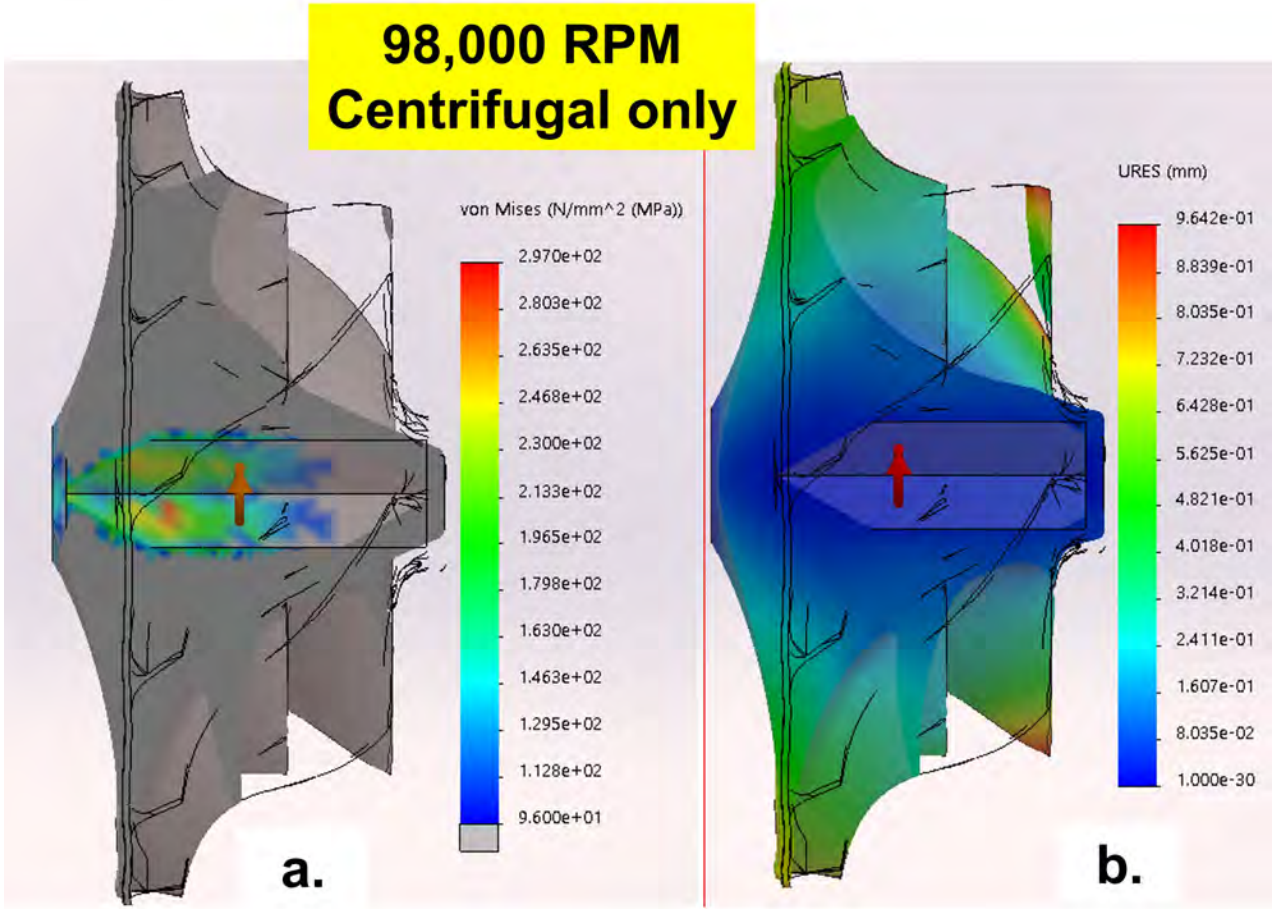 98,000 RPM
Centrifugal only
von Mises (N/mm^2 (MPa))
2.970e+02
2.803e+02
2.635e+02
2.468e+02
2.300e+02
2.133e+02
1.965e+02
1.798e+02
1.630e+02
1.463e+02
1.295e+02
1.128e+02
9.600e+01
a.
URES (mm)
9.642e-01
8.839e-01
8.035e-01
7.232e-01
6.428e-01
5.625e-01
4.821e-01
4.018e-01
3.214e-01
2.411e-01
1.607e-01
8.035e-02
1.000e-30
b.